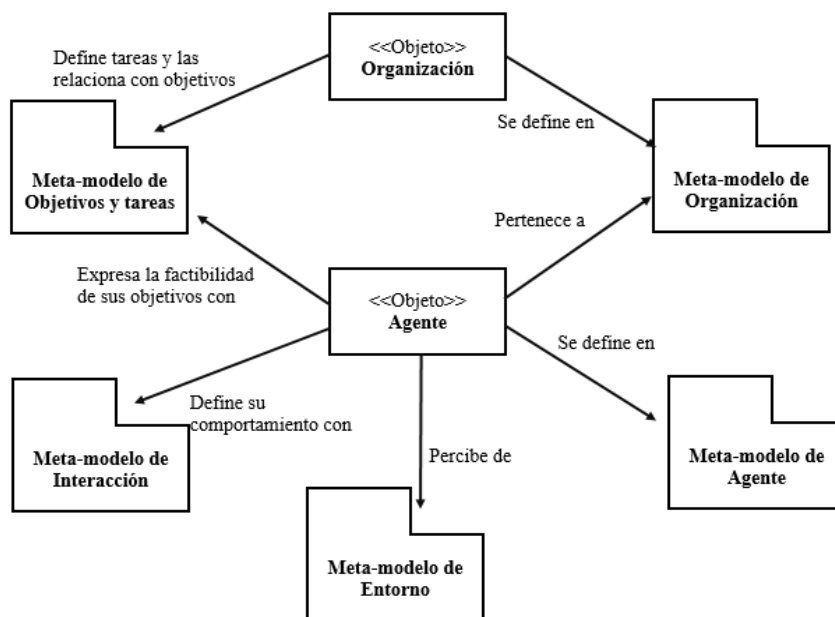 <<Objeto>>
Organización
Define tareas y las
relaciona con objetivos
Se define en
Meta-modelo de
Objetivos y tareas
Meta-modelo de
Organización
Pertenece a
Expresa la factibilidad
de sus objetivos con
<<Objeto>>
Agente
Se define en
Define su
comportamiento con
Meta-modelo de
Interacción
Percibe de
Meta-modelo de
Agente
Meta-modelo de
Entorno